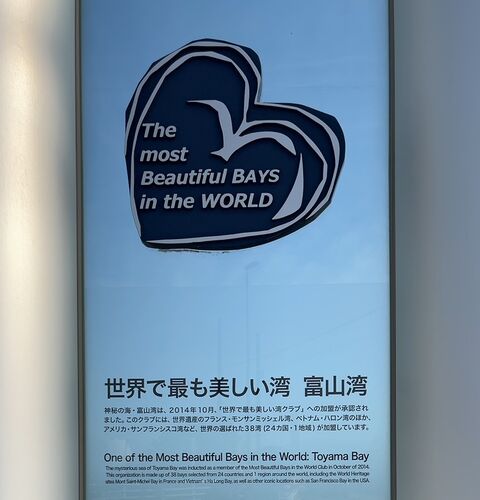 The
most
Beautiful BAYS
in the WORLD
世界で最も美しい湾 富山湾
神秘の海・富山湾は、2014年10月、「世界で最も美しい湾クラブ」への加盟が承認され
ました。このクラブには、世界遺産のフランス・モンサンミッシェル湾、ベトナム・ハロン湾のほか、
アメリカ・サンフランシスコ湾など、世界の選ばれた38湾（24カ国・1地域）が加盟しています。
One of the Most Beautiful Bays in the World: Toyama Bay
The mysterious sea of Toyama Bay was inducted as a member of the Most Beautiful Bays in the World Club in October of 2014.
This organization is made up of 38 bays selected from 24 countries and 1 region around the world, including the World Heritage
sites Mont Saint-Michel Bay in France and Vietnam's Ha Long Bay, as well as other iconic locations such as San Francisco Bay in the USA.